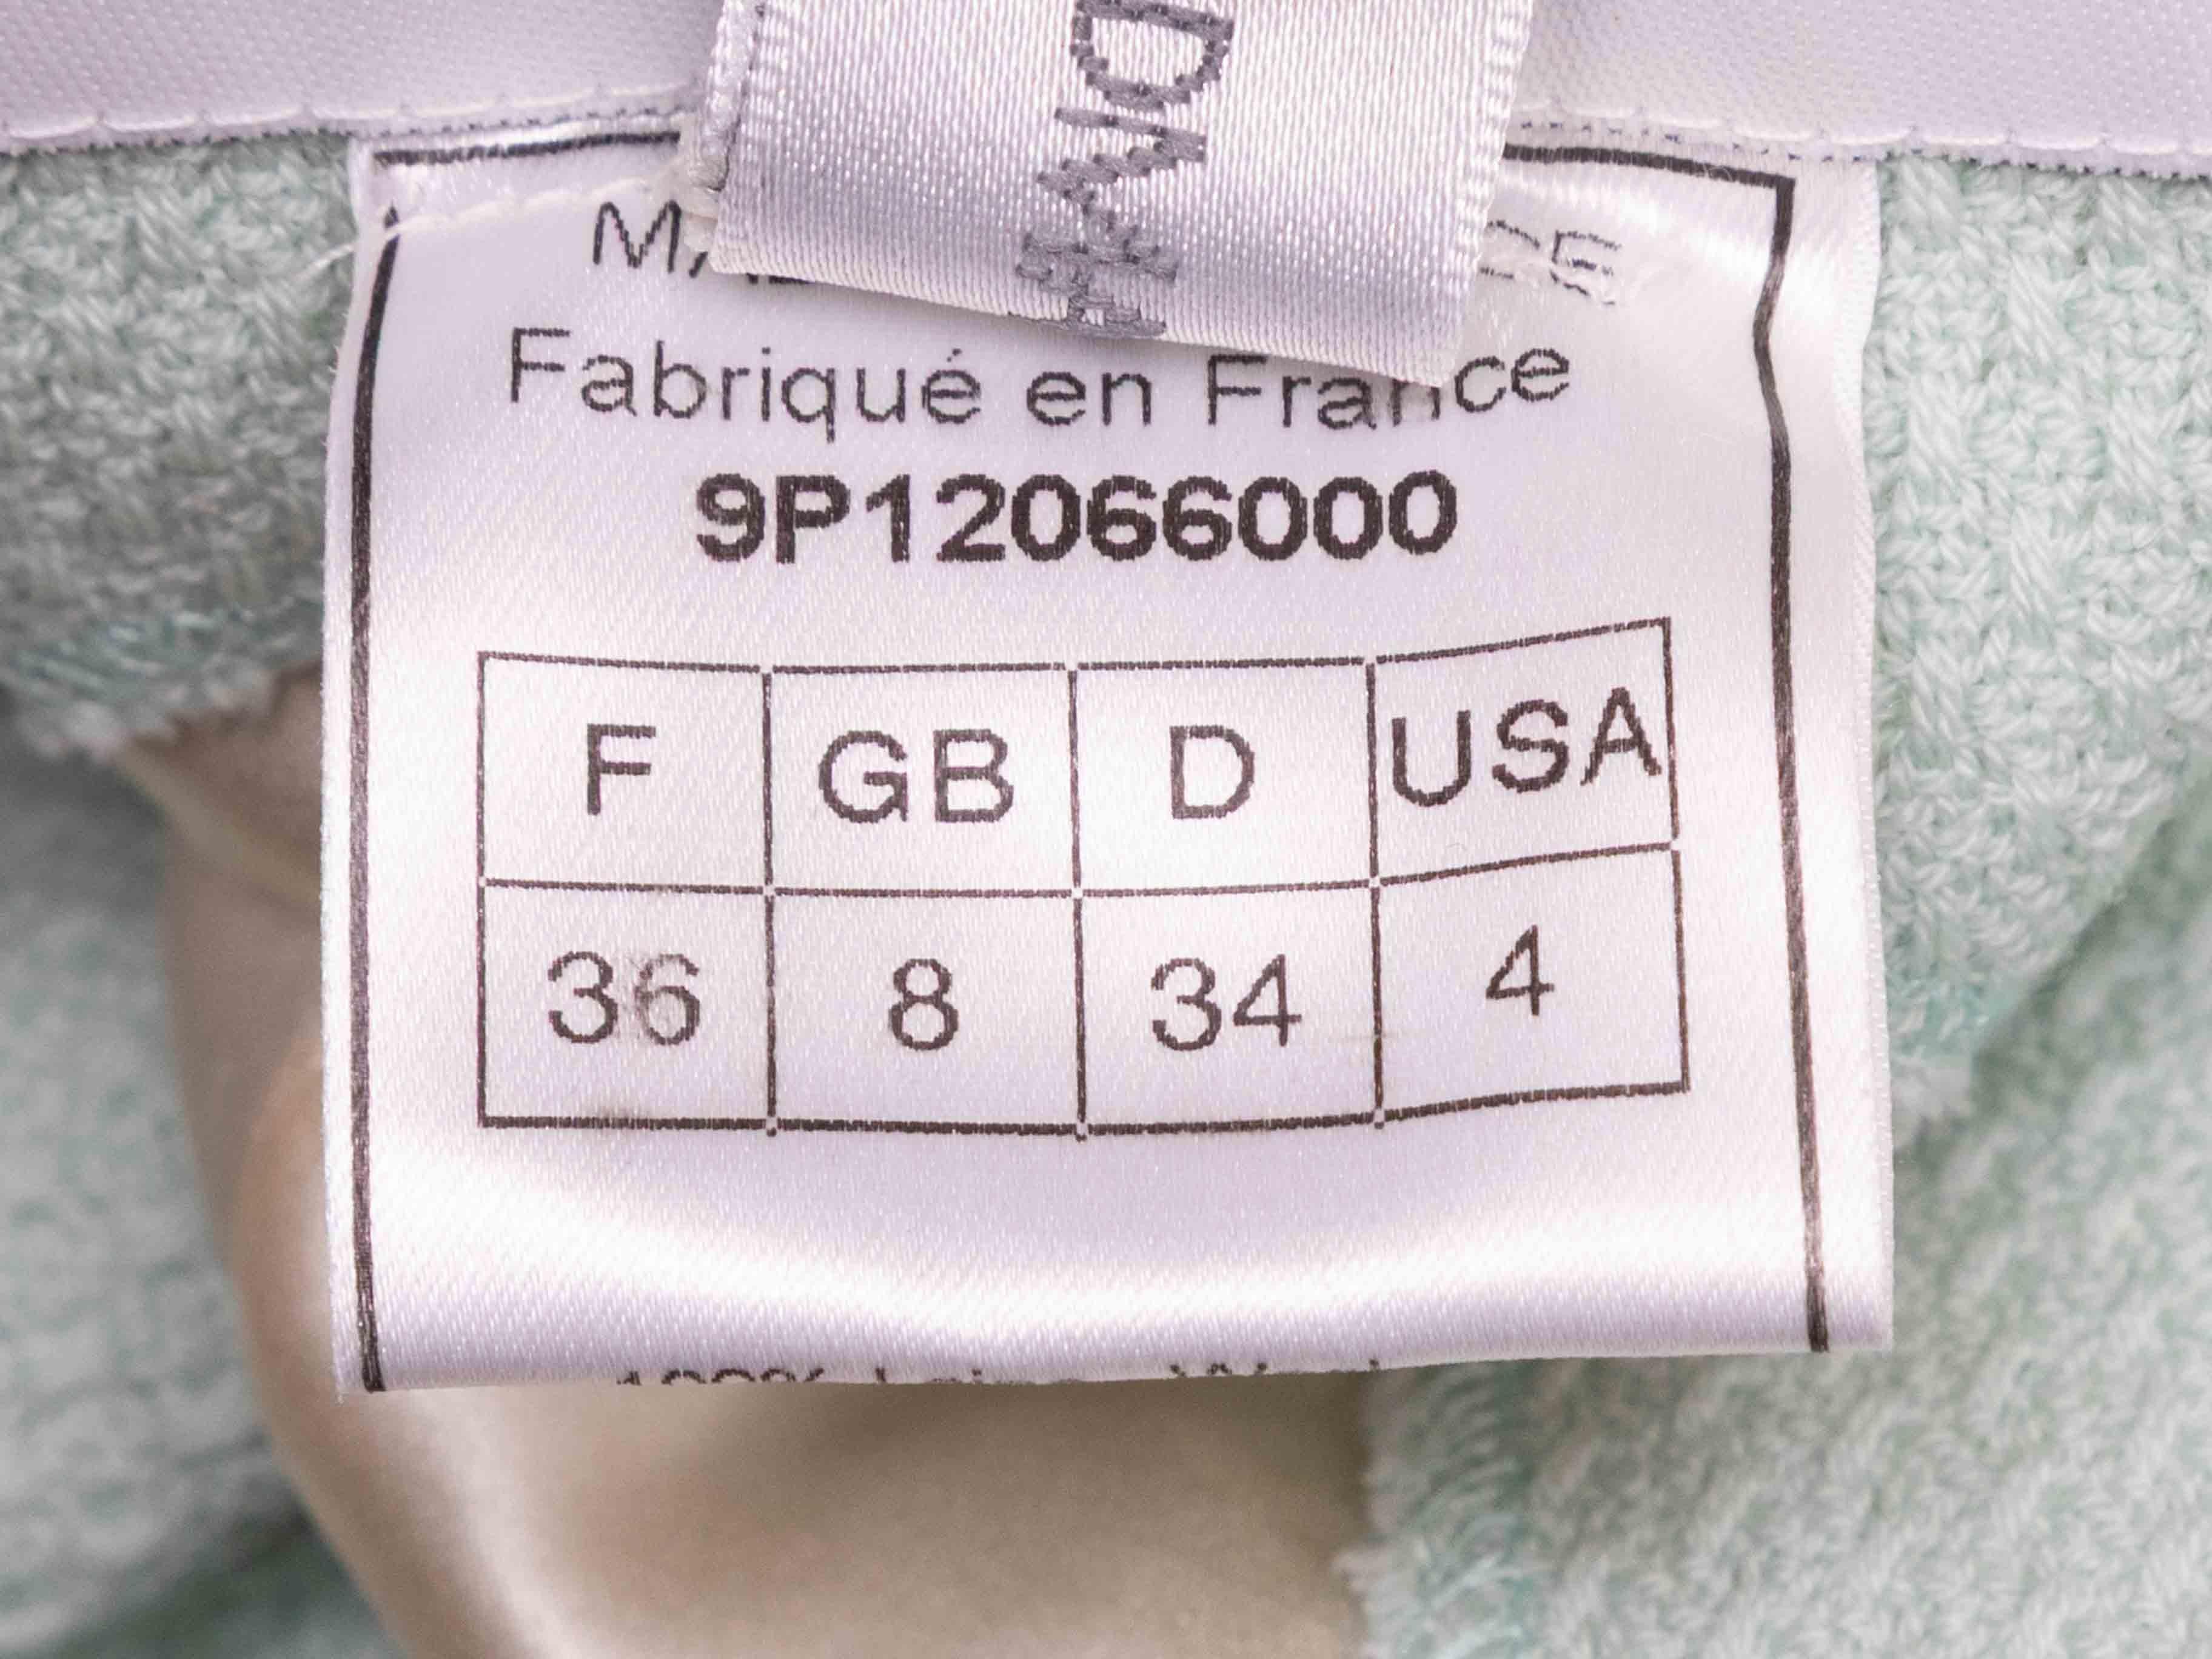 Fabriqué en France
9P12066000
F GB D USA
36 8 34 4